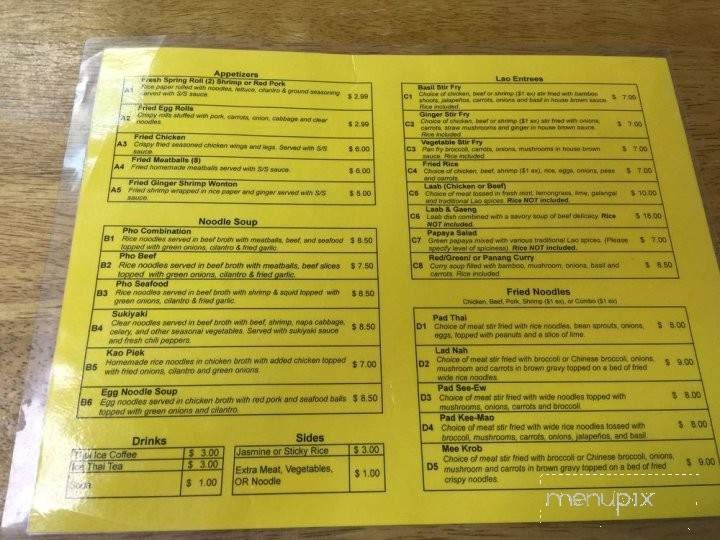 Appetizers
Fresh Spring Roll (2) Shrimp or Red Pork
A1 Rice paper rolled with noodles, lettuce, cilantro & ground seasoning
served with S/S sauce. $ 2.99
Fried Egg Rolls
A2 Crispy rolls stuffed with pork, carrots, onion, cabbage and clear
noodles. $ 2.99
Fried Chicken
A3 Crispy fried seasoned chicken wings and legs. Served with S/S
sauce. $ 6.00
Fried Meatballs (8)
A4 Fried homemade meatballs served with S/S sauce. $ 6.00
Fried Ginger Shrimp Wonton
A5 Fried shrimp wrapped in rice paper and ginger served with S/S
sauce. $ 5.00
Noodle Soup
Pho Combination
B1 Rice noodles served in beef broth with meatballs, beef, and seafood
topped with green onions, cilantro & fried garlic. $ 8.50
Pho Beef
B2 Rice noodles served in beef broth with meatballs, beef slices
topped with green onions, cilantro & fried garlic. $ 7.50
Pho Seafood
B3 Rice noodles served in beef broth with shrimp & squid topped with
green onions, cilantro & fried garlic. $ 8.50
Sukiyaki
Clear noodles served in beef broth with beef, shrimp, napa cabbage,
B4 celery, and other seasonal vegetables. Served with sukiyaki sauce
and fresh chili peppers. $ 8.50
Kao Piek
B5 Homemade rice noodles in chicken broth with added chicken topped
with fried onions, cilantro and green onions. $ 7.00
Egg Noodle Soup
B6 Egg noodles served in chicken broth with red pork and seafood balls
topped with green onions and cilantro. $ 8.50
Drinks
Thai Ice Coffee $ 3.00
Ice Thai Tea $ 3.00
Soda $ 1.00
Sides
Jasmine or Sticky Rice $ 3.00
Extra Meat, Vegetables,
OR Noodle $ 1.00
Lao Entrees
Basil Stir Fry
C1 Choice of chicken, beef or shrimp ($1 ex) stir fried with bamboo
shoots, jalapeños, carrots, onions and basil in house brown sauce.
Rice included. $ 7.00
Ginger Stir Fry
C2 Choice of chicken, beef or shrimp ($1 ex) stir fried with onions,
carrots, straw mushrooms and ginger in house brown sauce.
Rice included. $ 7.00
Vegetable Stir Fry
C3 Pan fry broccoli, carrots, onions, mushrooms in house brown
sauce. Rice included. $ 7.00
Fried Rice
C4 Choice of chicken, beef, shrimp ($1 ex), rice, eggs, onions, peas
and carrots. $ 7.00
Laab (Chicken or Beef)
C5 Choice of meat tossed in fresh mint, lemongrass, lime, galangal
and traditional Lao spices. Rice NOT included. $ 10.00
Laab & Gaeng
C6 Laab dish combined with a savory soup of beef delicacy. Rice
NOT included. $ 16.00
Papaya Salad
C7 Green papaya mixed with various traditional Lao spices. (Please
specify level of spiciness). Rice NOT included. $ 7.00
Red/Green/ or Panang Curry
C8 Curry soup filled with bamboo, mushroom, onions, basil and
carrots. Rice included. $ 8.50
Fried Noodles
Chicken, Beef, Pork, Shrimp ($1 ex), or Combo ($1 ex)
Pad Thai
D1 Choice of meat stir fried with rice noodles, bean sprouts, onions,
eggs, topped with peanuts and a slice of lime. $ 8.00
Lad Nah
Choice of meat stir fried with broccoli or Chinese broccoli, onions,
D2 mushroom and carrots in brown gravy topped on a bed of fried
wide rice noodles. $ 9.00
Pad See-Ew
D3 Choice of meat stir fried with wide noodles topped with
mushrooms, onions, carrots and broccoli. $ 8.00
Pad Kee-Mao
D4 Choice of meat stir fried with wide rice noodles tossed with
broccoli, mushrooms, carrots, onions, jalapeños, and basil. $ 8.00
Mee Krob
Choice of meat stir fried with broccoli or Chinese broccoli, onions,
D5 mushroom and carrots in brown gravy topped on a bed of fried
crispy noodles. $ 9.00
menupix